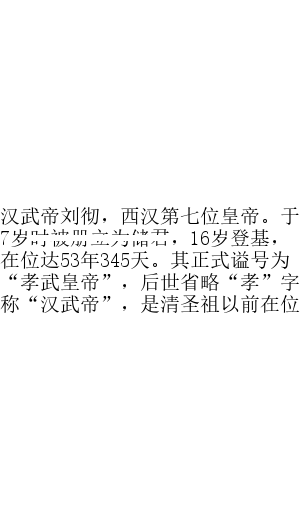 汉武帝刘彻，西汉第七位皇帝。于
7岁时被册立为储君，16岁登基，
在位达53年345天。其正式谥号为
“孝武皇帝”，后世省略“孝”字
称“汉武帝”，是清圣祖以前在位